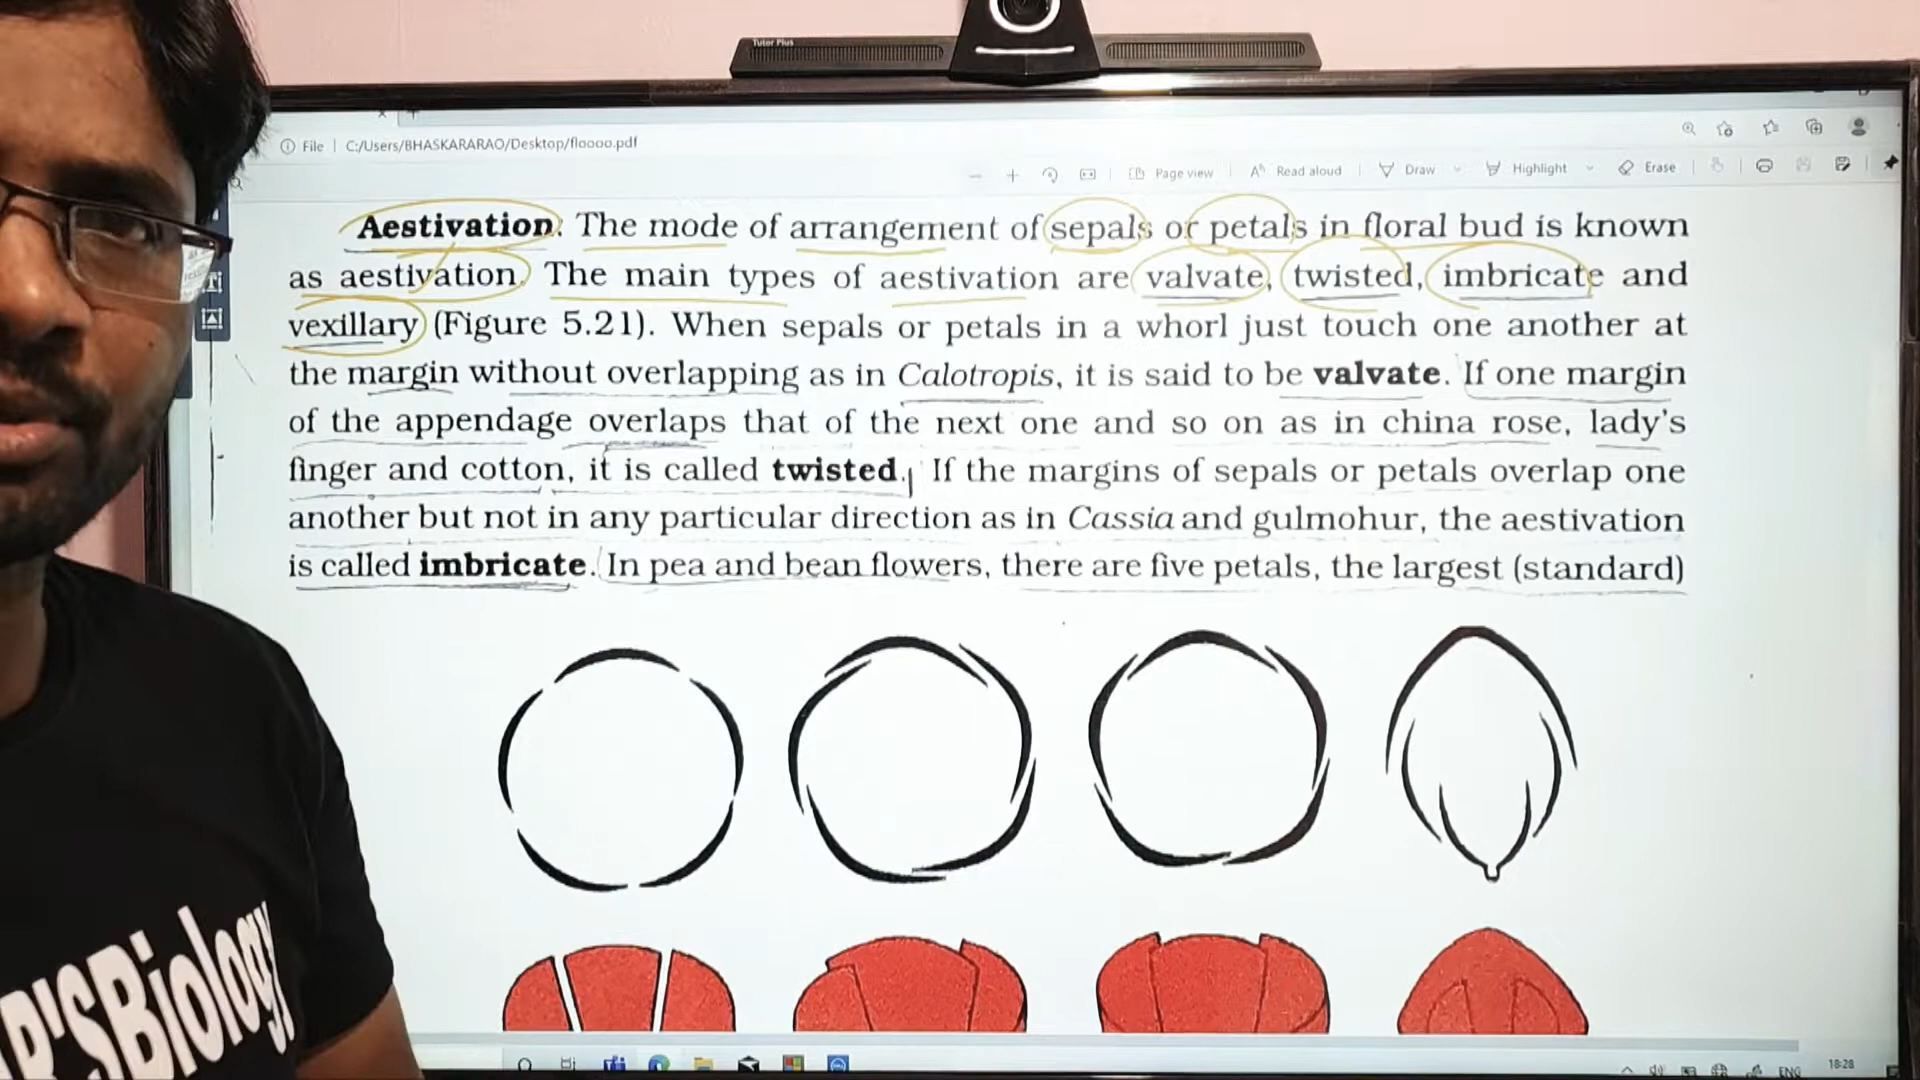 Tutor Plus
File | C:/Users/BHASKARARAO/Desktop/floooo.pdf
Page view | Read aloud | Draw Highlight Erase
Aestivation: The mode of arrangement of sepals or petals in floral bud is known
as aestivation. The main types of aestivation are valvate, twisted, imbricate and
vexillary (Figure 5.21). When sepals or petals in a whorl just touch one another at
the margin without overlapping as in Calotropis, it is said to be valvate. If one margin
of the appendage overlaps that of the next one and so on as in china rose, lady's
finger and cotton, it is called twisted. If the margins of sepals or petals overlap one
another but not in any particular direction as in Cassia and gulmohur, the aestivation
is called imbricate. In pea and bean flowers, there are five petals, the largest (standard)
R'SBiology
ENG
18:28